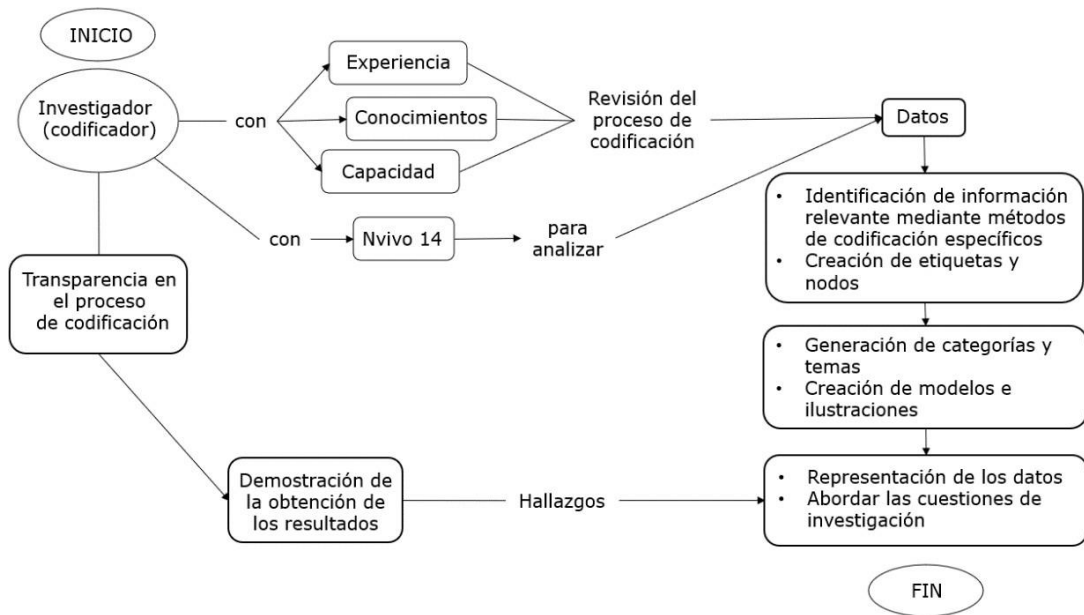 INICIO
Investigador
(codificador)
con
Experiencia
Conocimientos
Capacidad
Revisión del
proceso de
codificación
Datos
con
Nvivo 14
para
analizar
• Identificación de información
relevante mediante métodos
de codificación específicos
• Creación de etiquetas y
nodos
Transparencia en
el proceso
de codificación
• Generación de categorías y
temas
• Creación de modelos e
ilustraciones
Demostración de
la obtención de
los resultados
Hallazgos
• Representación de los datos
• Abordar las cuestiones de
investigación
FIN